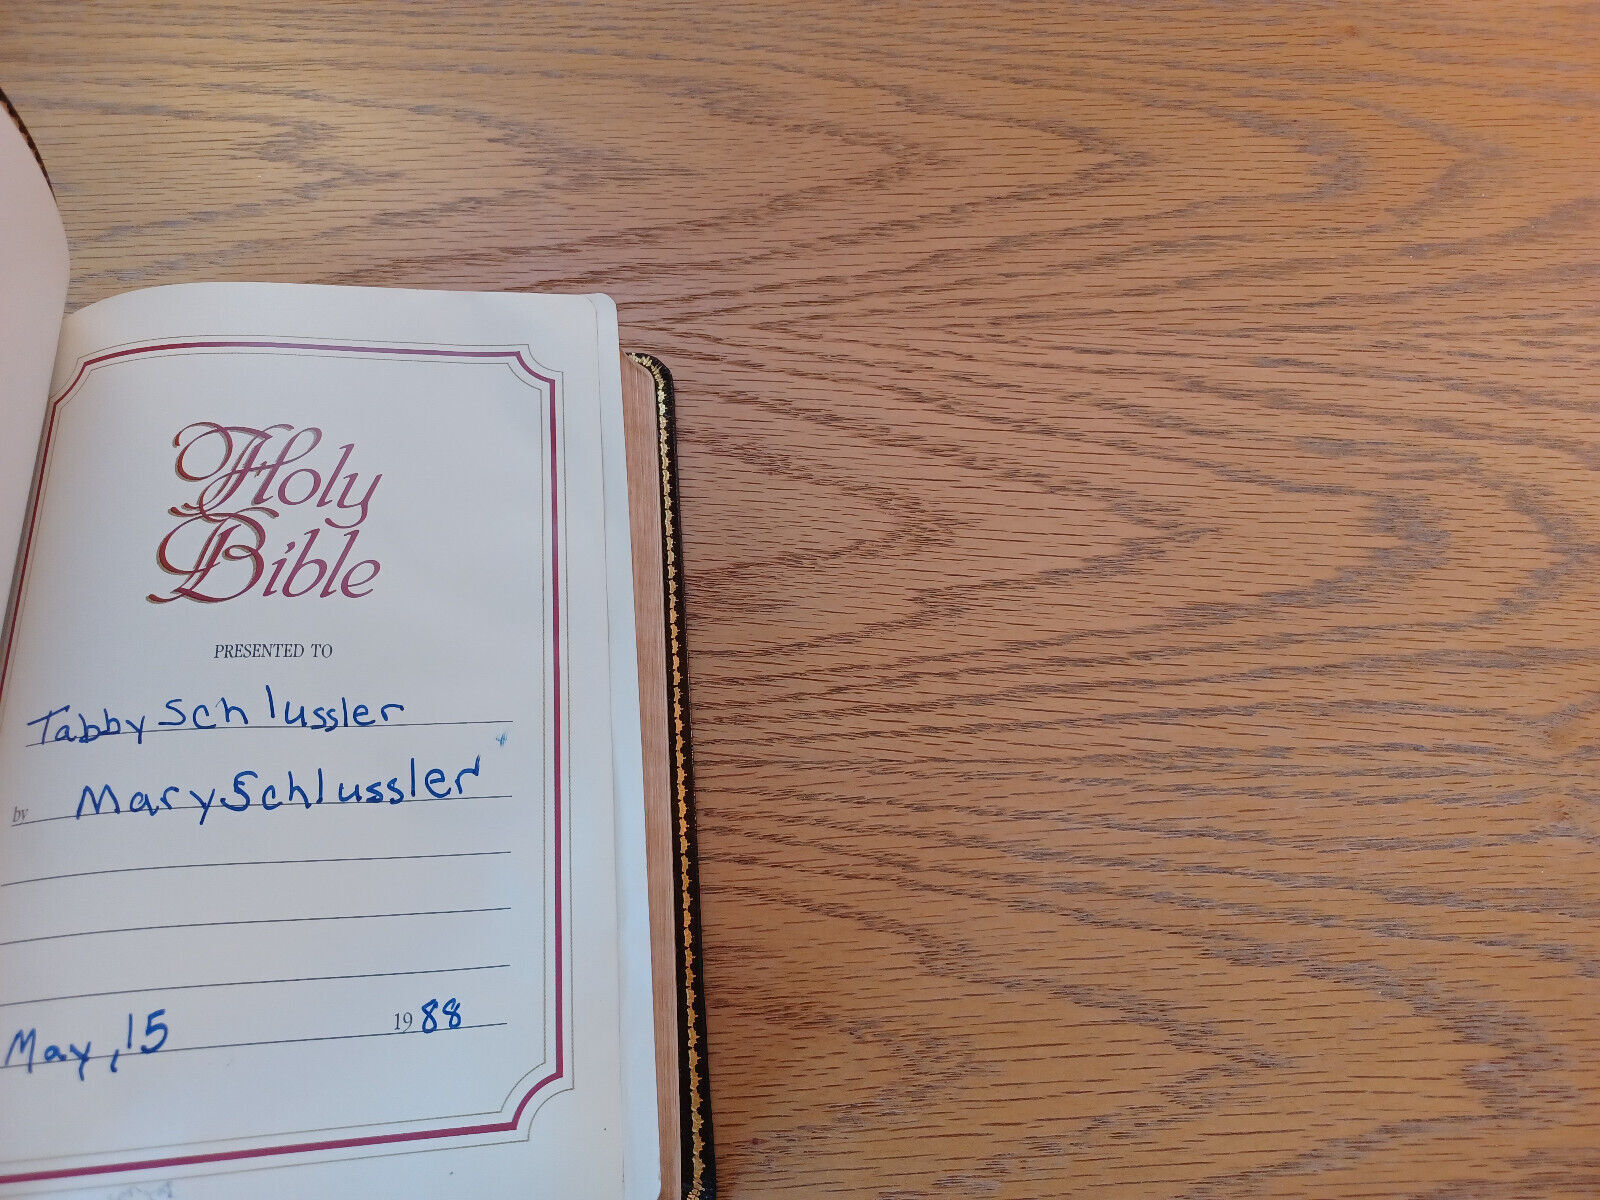 Holy
Bible
PRESENTED TO
Tabby Schlussler
by Mary Schlussler
May, 15 1988